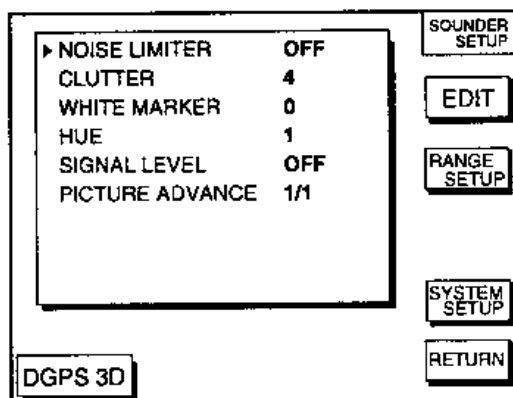 ▶ NOISE LIMITER OFF
CLUTTER 4
WHITE MARKER 0
HUE 1
SIGNAL LEVEL OFF
PICTURE ADVANCE 1/1
SOUNDER
SETUP
EDIT
RANGE
SETUP
SYSTEM
SETUP
RETURN
DGPS 3D